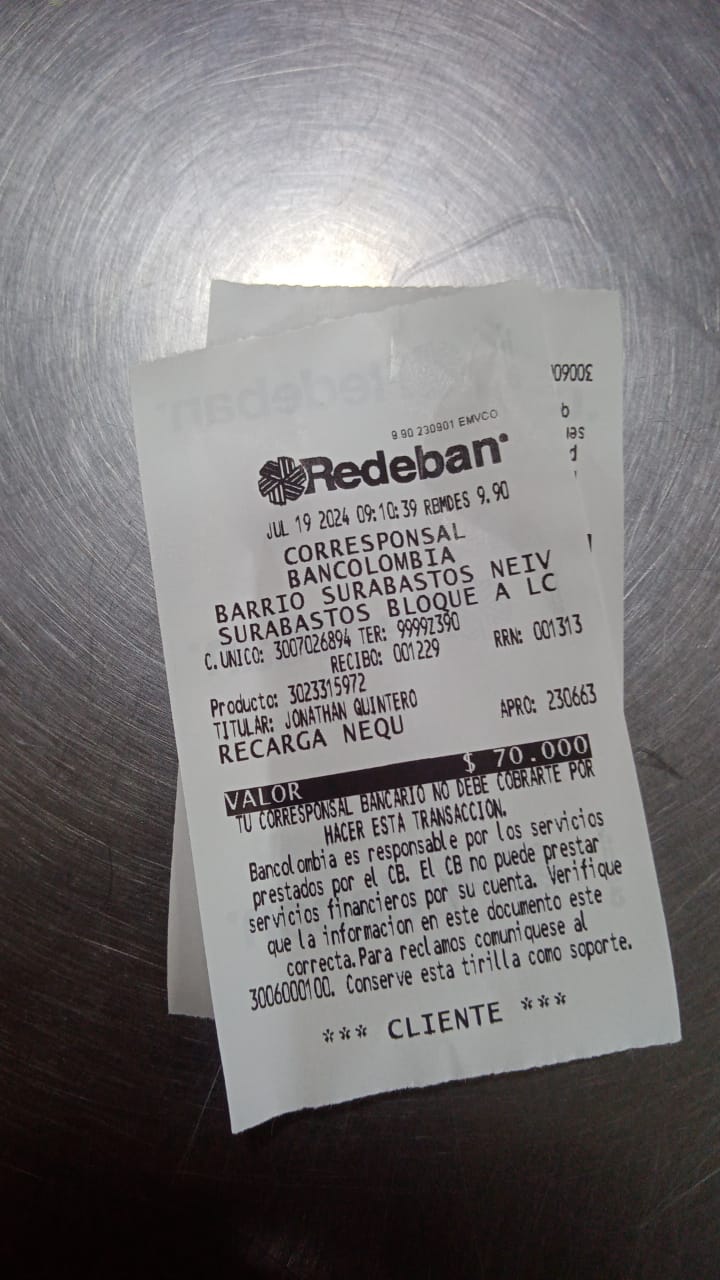 9.90 230901 EMVCO
Redeban
JUL 19 2024 09:10:39 RBMDES 9.90
CORRESPONSAL
BANCOLOMBIA
BARRIO SURABASTOS NEIV
SURABASTOS BLOQUE A LC
C.UNICO: 3007026894 TER: 9999Z390
RECIBO: 001229 RRN: 001313
Producto: 3023315972
TITULAR: JONATHAN QUINTERO
RECARGA NEQU APRO: 230663
VALOR $ 70.000
TU CORRESPONSAL BANCARIO NO DEBE COBRARTE POR
HACER ESTA TRANSACCION.
Bancolombia es responsable por los servicios
prestados por el CB. El CB no puede prestar
servicios financieros por su cuenta. Verifique
que la informacion en este documento este
correcta.Para reclamos comuniquese al
3006000100. Conserve esta tirilla como soporte.
*** CLIENTE ***